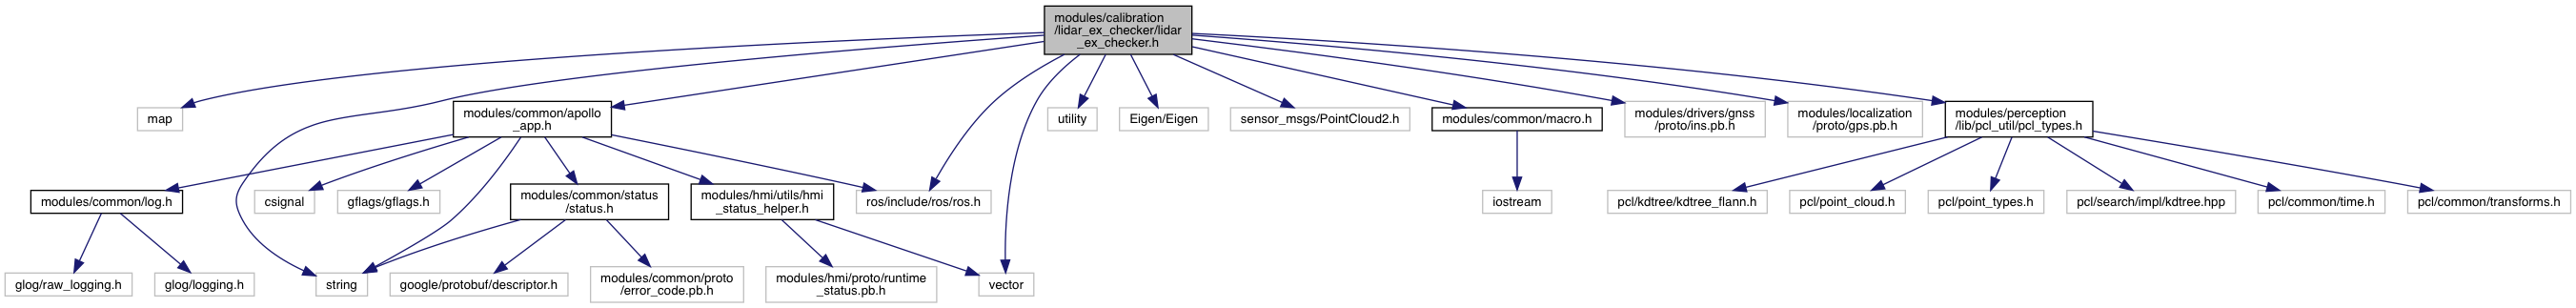 modules/calibration
/lidar_ex_checker/lidar
_ex_checker.h
map
modules/common/apollo
_app.h
utility
Eigen/Eigen
sensor_msgs/PointCloud2.h
modules/common/macro.h
modules/drivers/gnss
/proto/ins.pb.h
modules/localization
/proto/gps.pb.h
modules/perception
/lib/pcl_util/pcl_types.h
modules/common/log.h
csignal
gflags/gflags.h
modules/common/status
/status.h
modules/hmi/utils/hmi
_status_helper.h
ros/include/ros/ros.h
iostream
pcl/kdtree/kdtree_flann.h
pcl/point_cloud.h
pcl/point_types.h
pcl/search/impl/kdtree.hpp
pcl/common/time.h
pcl/common/transforms.h
glog/raw_logging.h
glog/logging.h
string
google/protobuf/descriptor.h
modules/common/proto
/error_code.pb.h
modules/hmi/proto/runtime
_status.pb.h
vector